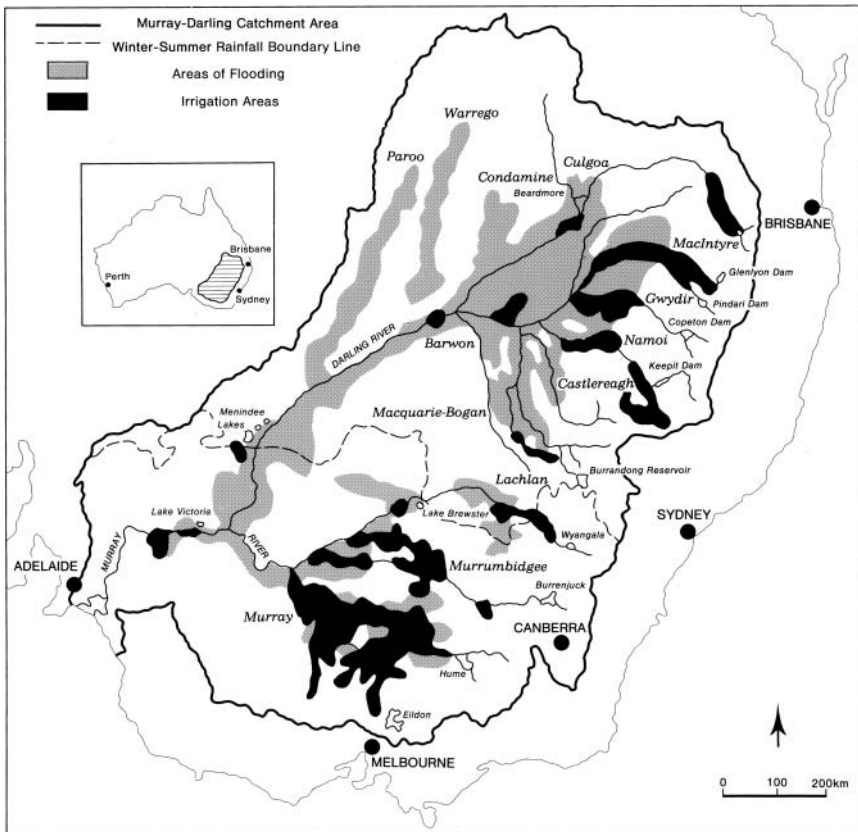 Murray-Darling Catchment Area
Winter-Summer Rainfall Boundary Line
Areas of Flooding
Irrigation Areas
Perth
Brisbane
Sydney
Warrego
Paroo
Condamine
Culgoa
Beardmore
BRISBANE
MacIntyre
Glenlyon Dam
Pindari Dam
Gwydir
Copeton Dam
DARLING RIVER
Barwon
Namoi
Keepit Dam
Castlereagh
Menindee
Lakes
Macquarie-Bogan
Burrandong Reservoir
Lachlan
Lake Victoria
Lake Brewster
SYDNEY
Wyangala
MURRAY
RIVER
ADELAIDE
Murrumbidgee
Burrenjuck
Murray
CANBERRA
Hume
Eildon
MELBOURNE
0 100 200km